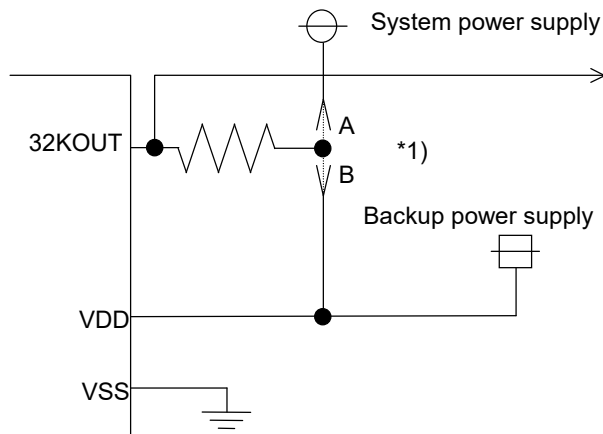 System power supply
A
32KOUT
*1)
B
Backup power supply
VDD
VSS